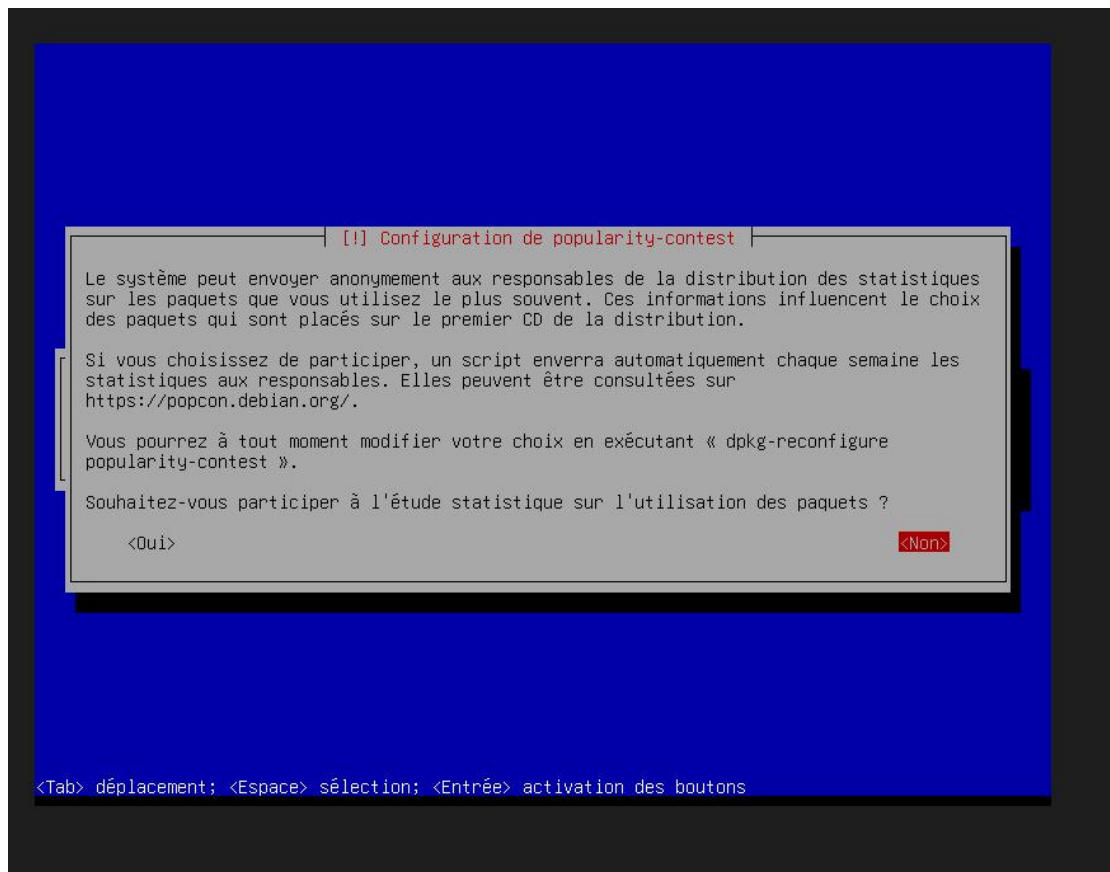 [!] Configuration de popularity-contest
Le système peut envoyer anonymement aux responsables de la distribution des statistiques
sur les paquets que vous utilisez le plus souvent. Ces informations influencent le choix
des paquets qui sont placés sur le premier CD de la distribution.
Si vous choisissez de participer, un script enverra automatiquement chaque semaine les
statistiques aux responsables. Elles peuvent être consultées sur
https://popcon.debian.org/.
Vous pourrez à tout moment modifier votre choix en exécutant « dpkg-reconfigure
popularity-contest ».
Souhaitez-vous participer à l'étude statistique sur l'utilisation des paquets ?
<Oui> <Non>
<Tab> déplacement; <Espace> sélection; <Entrée> activation des boutons